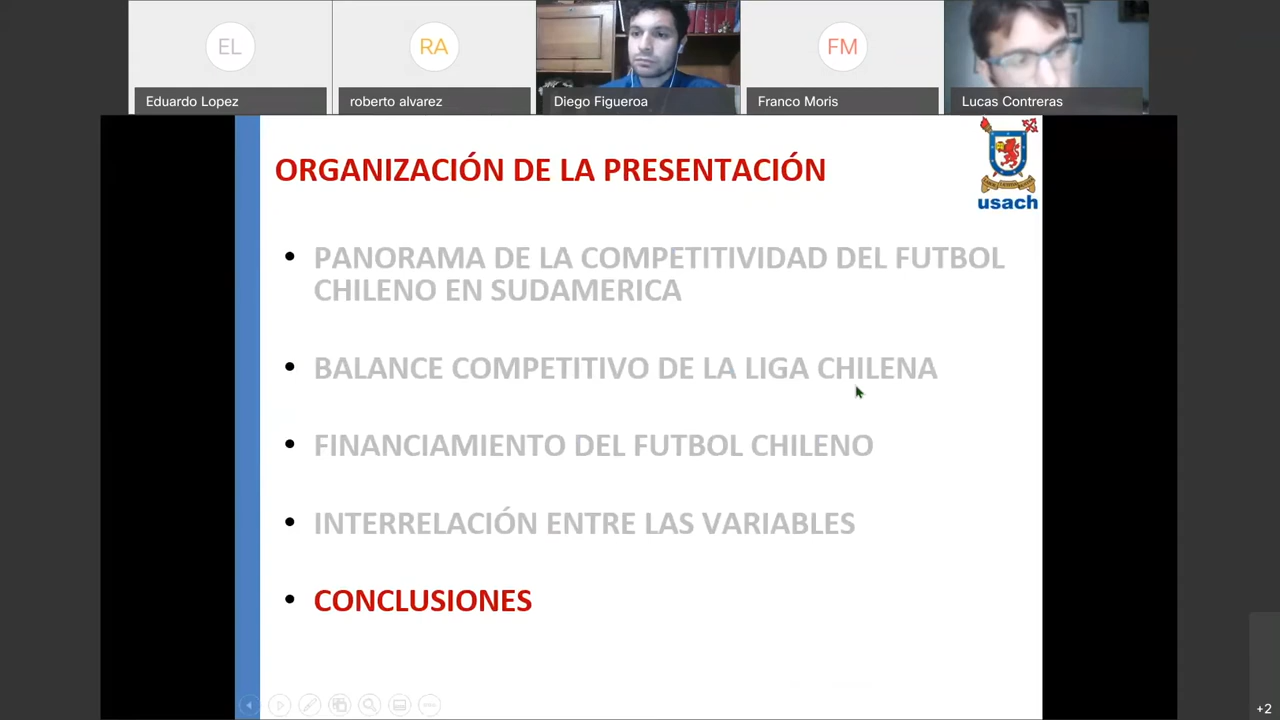 EL
RA
FM
Eduardo Lopez
roberto alvarez
Diego Figueroa
Franco Moris
Lucas Contreras
ORGANIZACIÓN DE LA PRESENTACIÓN
usach
• PANORAMA DE LA COMPETITIVIDAD DEL FUTBOL
CHILENO EN SUDAMERICA
• BALANCE COMPETITIVO DE LA LIGA CHILENA
• FINANCIAMIENTO DEL FUTBOL CHILENO
• INTERRELACIÓN ENTRE LAS VARIABLES
• CONCLUSIONES
+2